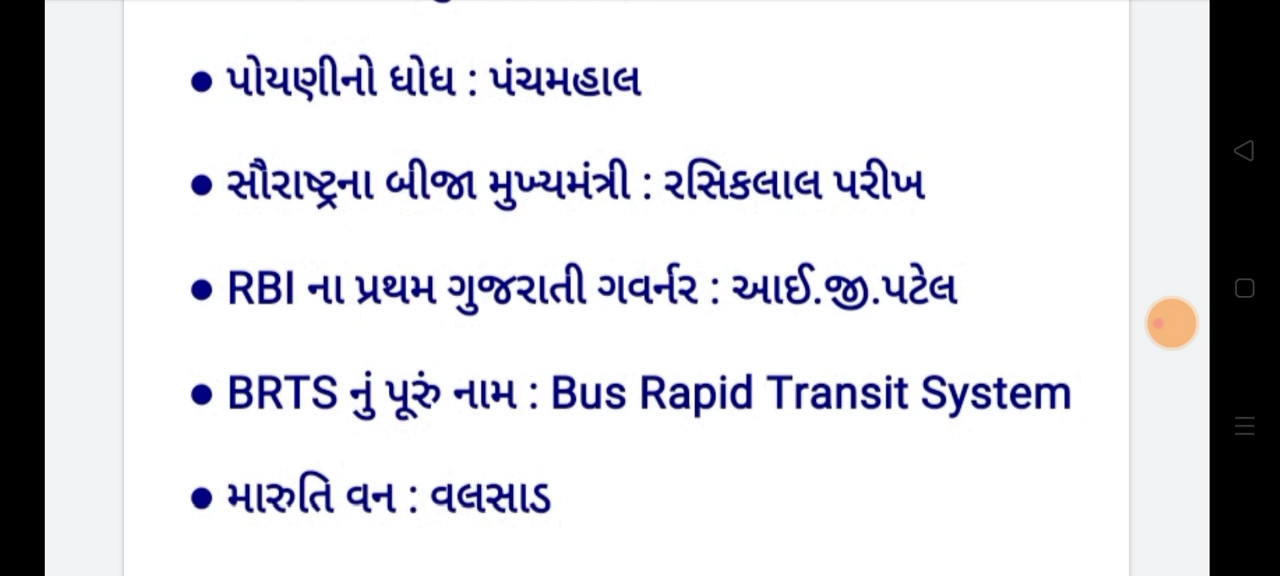 ● પોયણીનો ધોધ : પંચમહાલ
● સૌરાષ્ટ્રના બીજા મુખ્યમંત્રી : રસિકલાલ પરીખ
● RBI ના પ્રથમ ગુજરાતી ગવર્નર : આઈ.જી.પટેલ
● BRTS નું પૂરું નામ : Bus Rapid Transit System
● મારુતિ વન : વલસાડ